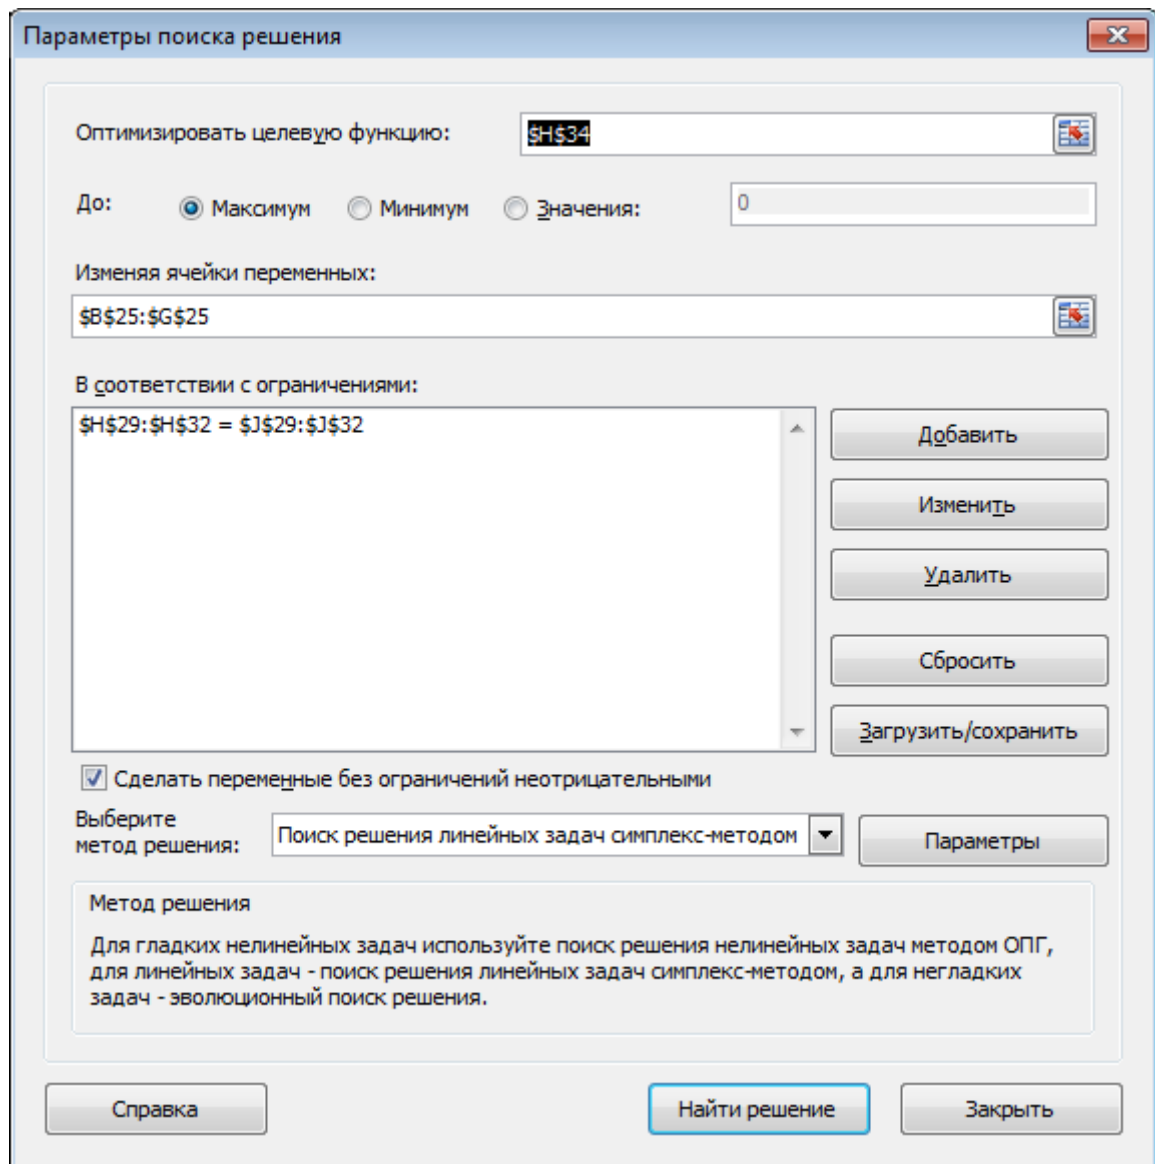 Параметры поиска решения
Оптимизировать целевую функцию:
$H$34
До:
Максимум
Минимум
Значения:
0
Изменяя ячейки переменных:
$B$25:$G$25
В соответствии с ограничениями:
$H$29:$H$32 = $J$29:$J$32
Добавить
Изменить
Удалить
Сбросить
Загрузить/сохранить
Сделать переменные без ограничений неотрицательными
Выберите
метод решения:
Поиск решения линейных задач симплекс-методом
Параметры
Метод решения
Для гладких нелинейных задач используйте поиск решения нелинейных задач методом ОПГ,
для линейных задач - поиск решения линейных задач симплекс-методом, а для негладких
задач - эволюционный поиск решения.
Справка
Найти решение
Закрыть